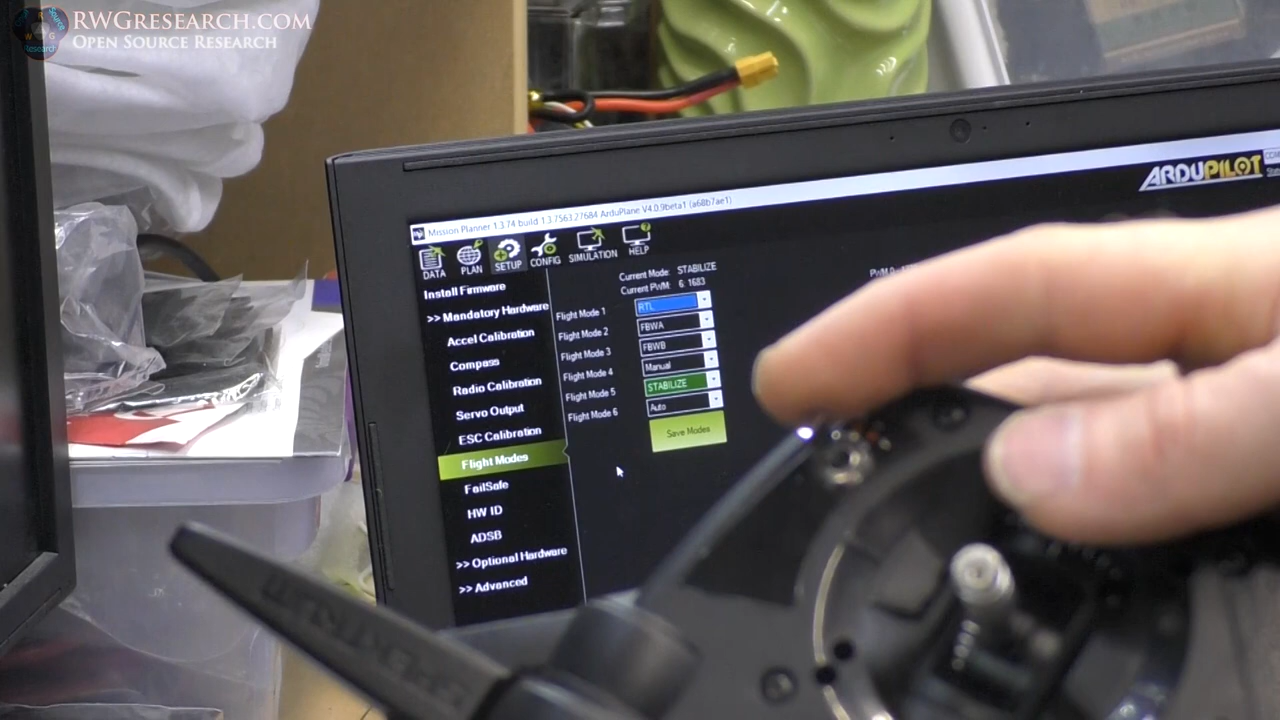 RWGRESEARCH.COM
OPEN SOURCE RESEARCH
Mission Planner 1.3.74 build 1.3.7563.27684 ArduPlane V4.0.9beta1 (a68b7ae1)
ARDUPILOT
DATA PLAN SETUP CONFIG SIMULATION HELP
Install Firmware
>> Mandatory Hardware
Accel Calibration
Compass
Radio Calibration
Servo Output
ESC Calibration
Flight Modes
FailSafe
HW ID
ADSB
>> Optional Hardware
>> Advanced
Current Mode: STABILIZE
Current PWM: 6: 1683
Flight Mode 1 RTL
Flight Mode 2 FBWA
Flight Mode 3 FBWB
Flight Mode 4 Manual
Flight Mode 5 STABILIZE
Flight Mode 6 Auto
Save Modes
SPEKTRUM